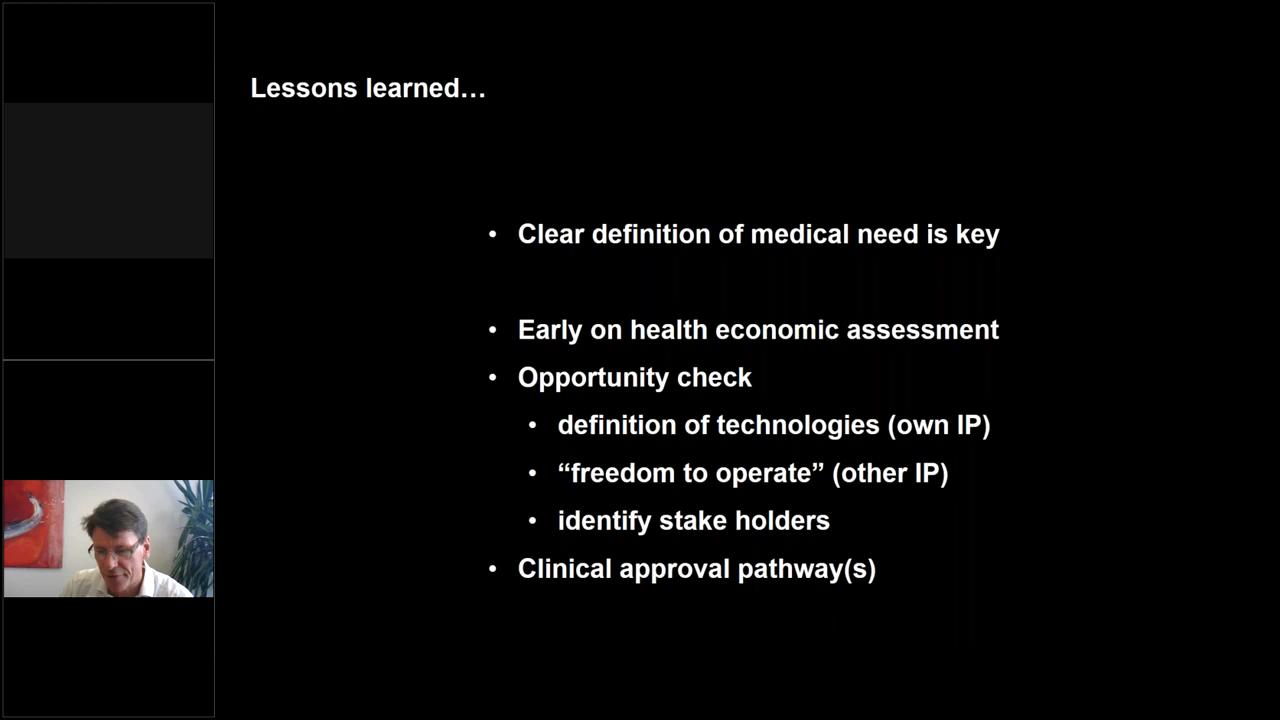 Lessons learned…
• Clear definition of medical need is key
• Early on health economic assessment
• Opportunity check
• definition of technologies (own IP)
• “freedom to operate” (other IP)
• identify stake holders
• Clinical approval pathway(s)